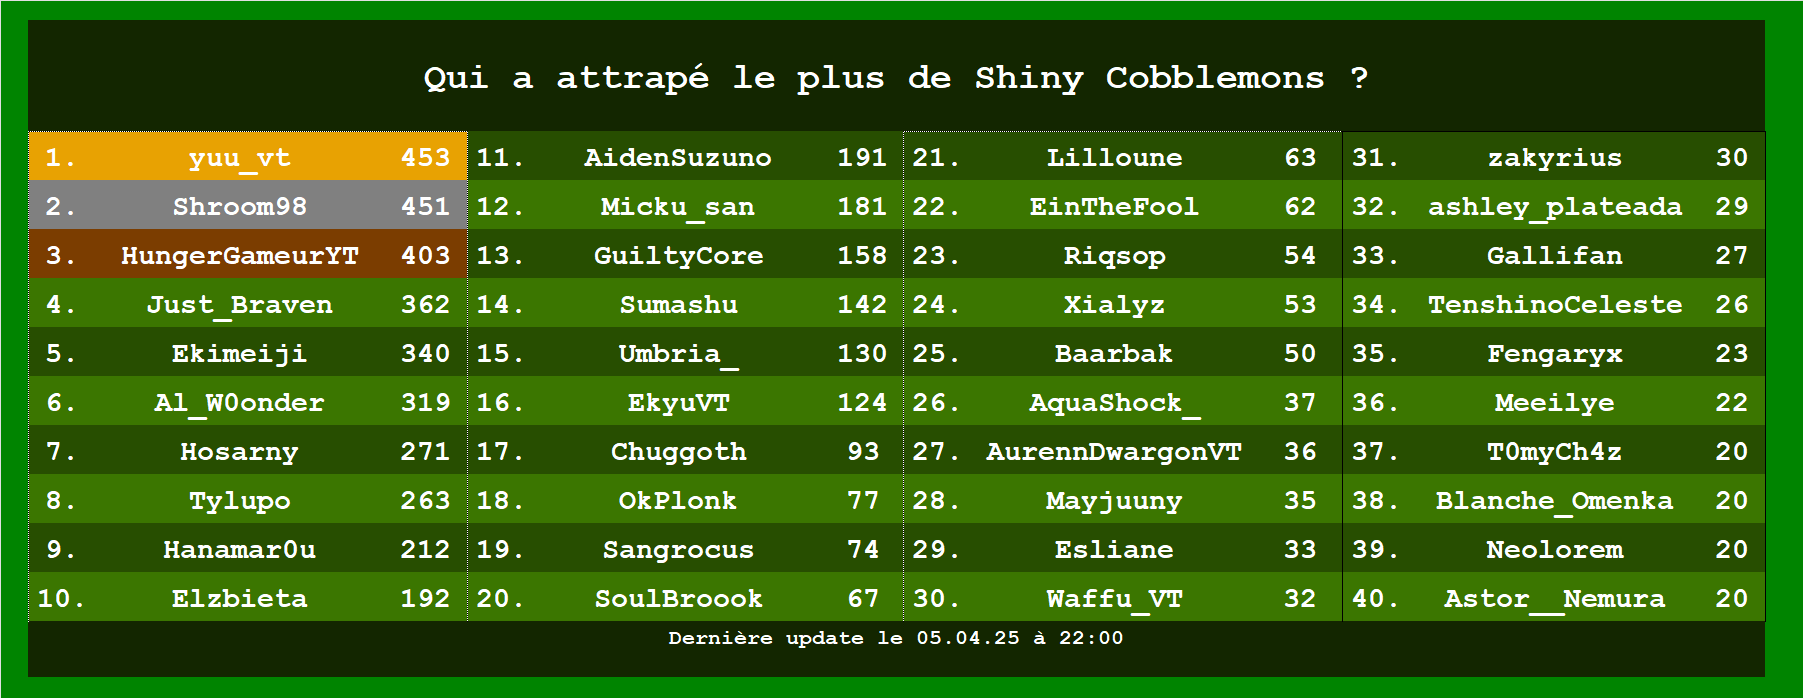 Qui a attrapé le plus de Shiny Cobblemons ?
1. yuu_vt 453 11. AidenSuzuno 191 21. Lilloune 63 31. zakyrius 30
2. Shroom98 451 12. Micku_san 181 22. EinTheFool 62 32. ashley_plateada 29
3. HungerGameurYT 403 13. GuiltyCore 158 23. Riqsop 54 33. Gallifan 27
4. Just_Braven 362 14. Sumashu 142 24. Xialyz 53 34. TenshinoCeleste 26
5. Ekimeiji 340 15. Umbria_ 130 25. Baarbak 50 35. Fengaryx 23
6. Al_W0onder 319 16. EkyuVT 124 26. AquaShock_ 37 36. Meeilye 22
7. Hosarny 271 17. Chuggoth 93 27. AurennDwargonVT 36 37. T0myCh4z 20
8. Tylupo 263 18. OkPlonk 77 28. Mayjuuny 35 38. Blanche_Omenka 20
9. Hanamar0u 212 19. Sangrocus 74 29. Esliane 33 39. Neolorem 20
10. Elzbieta 192 20. SoulBroook 67 30. Waffu_VT 32 40. Astor__Nemura 20
Dernière update le 05.04.25 à 22:00